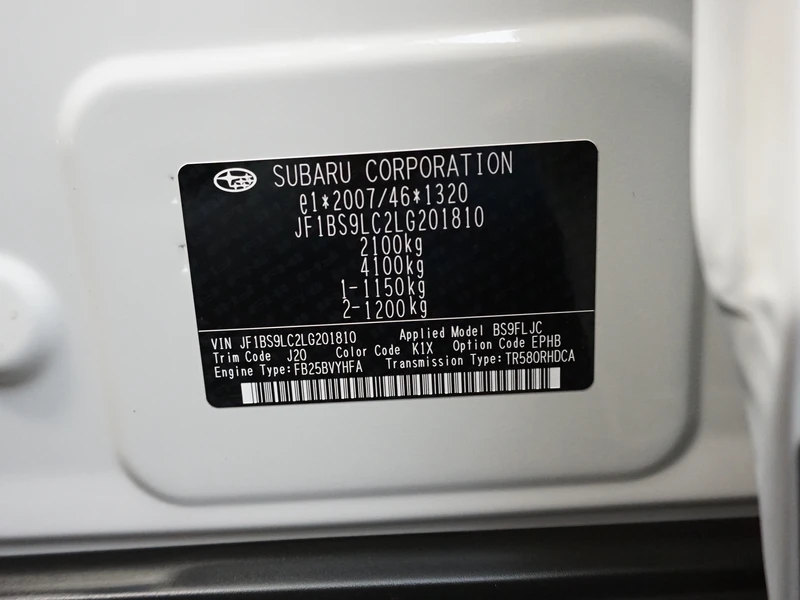 SUBARU CORPORATION
e1*2007/46*1320
JF1BS9LC2LG201810
2100kg
4100kg
1-1150kg
2-1200kg
VIN JF1BS9LC2LG201810 Applied Model BS9FLJC
Trim Code J20 Color Code K1X Option Code EPHB
Engine Type:FB25BVYHFA Transmission Type:TR580RHDCA